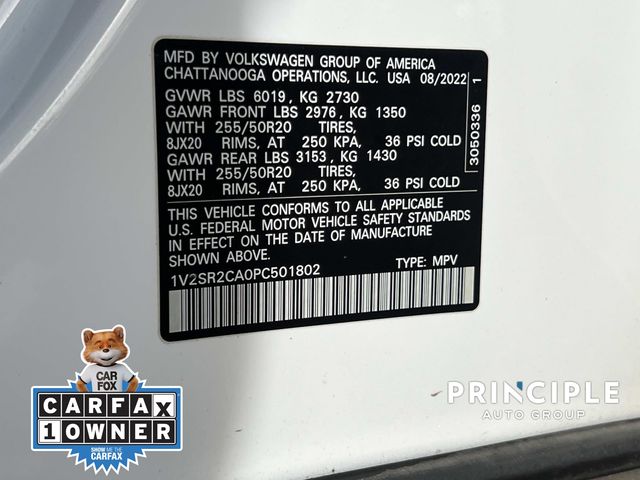 MFD BY VOLKSWAGEN GROUP OF AMERICA
CHATTANOOGA OPERATIONS, LLC. USA 08/2022
GVWR LBS 6019, KG 2730
GAWR FRONT LBS 2976, KG 1350
WITH 255/50R20 TIRES,
8JX20 RIMS, AT 250 KPA, 36 PSI COLD
GAWR REAR LBS 3153, KG 1430
WITH 255/50R20 TIRES,
8JX20 RIMS, AT 250 KPA, 36 PSI COLD
THIS VEHICLE CONFORMS TO ALL APPLICABLE
U.S. FEDERAL MOTOR VEHICLE SAFETY STANDARDS
IN EFFECT ON THE DATE OF MANUFACTURE
SHOWN ABOVE.
1V2SR2CA0PC501802 TYPE: MPV
3050336 1
CAR
FOX
CARFAX
1 OWNER
SHOW ME THE
CARFAX
PRINCIPLE
AUTO GROUP